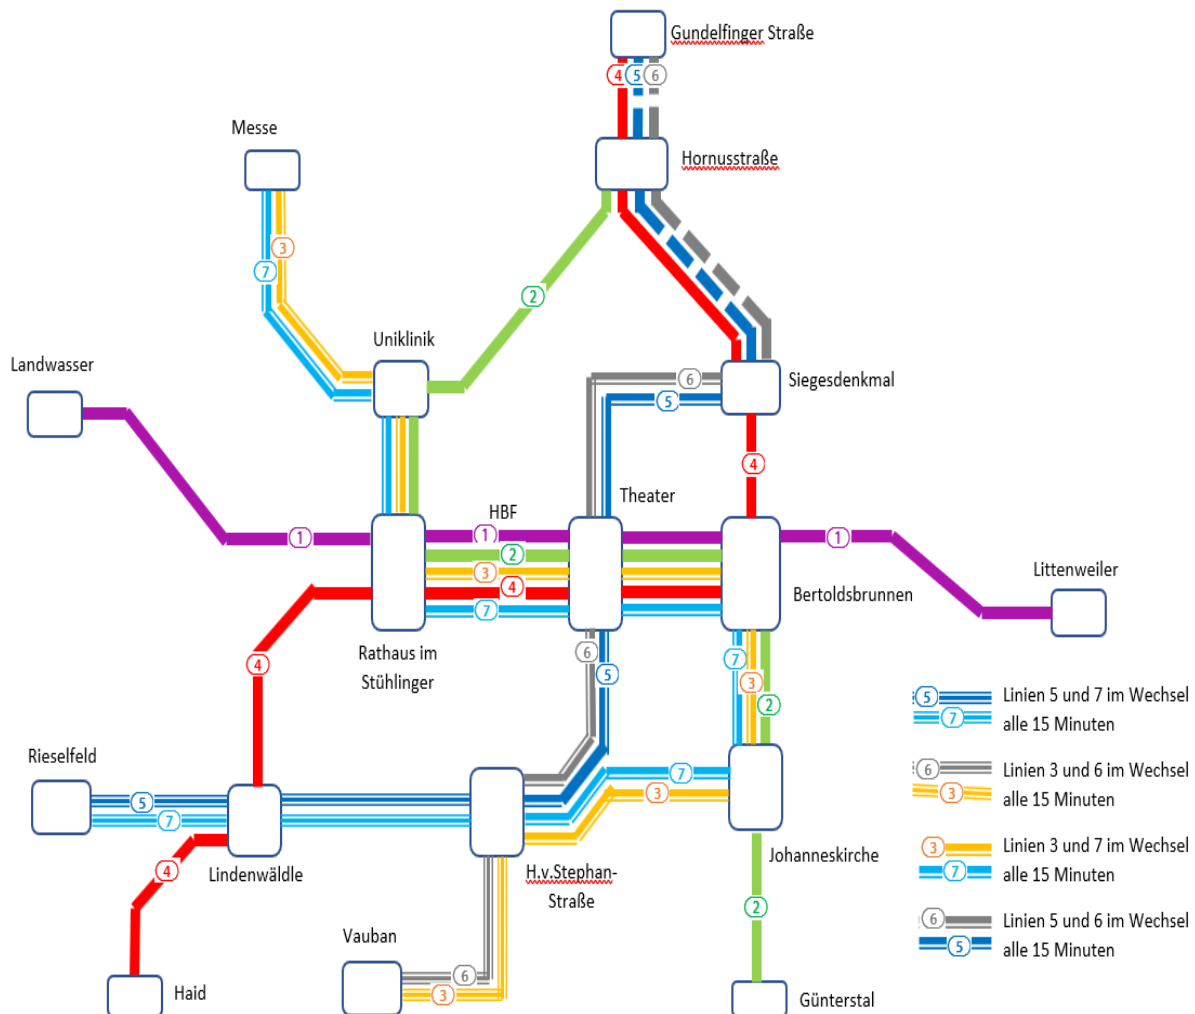 Gundelfinger Straße
4 5 6
Messe
Hornusstraße
3
7
2
Uniklinik
Landwasser
6
Siegesdenkmal
5
4
Theater
HBF
1
1
1
2
3
4
7
Littenweiler
Bertoldsbrunnen
Rathaus im
Stühlinger
6
5
7
3
2
4
5 Linien 5 und 7 im Wechsel
7 alle 15 Minuten
Rieselfeld
6 Linien 3 und 6 im Wechsel
3 alle 15 Minuten
7
3
5
7
Johanneskirche
3 Linien 3 und 7 im Wechsel
7 alle 15 Minuten
Lindenwäldle
4
H.v.Stephan-
Straße
2
6 Linien 5 und 6 im Wechsel
5 alle 15 Minuten
Vauban
6
3
Haid
Günterstal